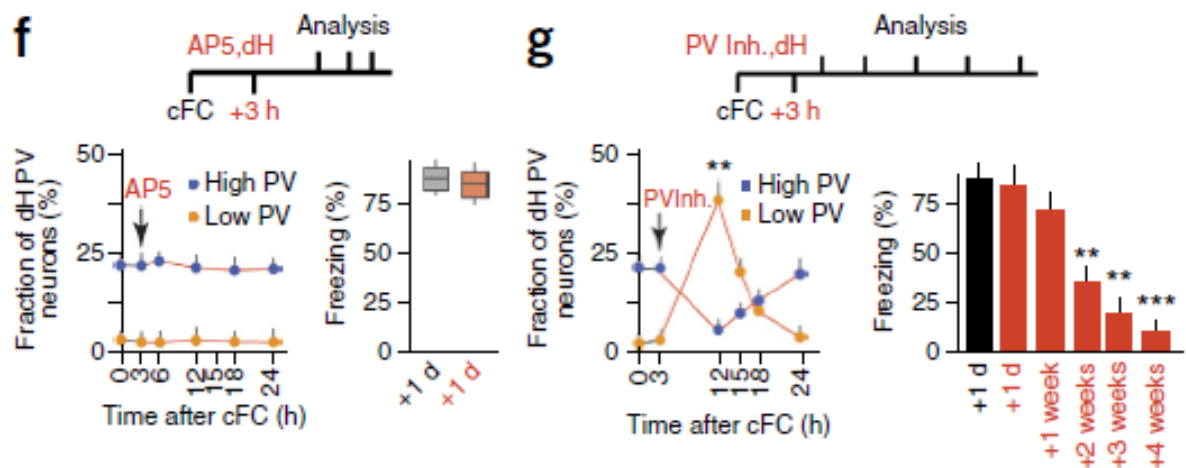 f
Analysis
AP5,dH
cFC +3 h
Fraction of dH PV
neurons (%)
50
25
0
AP5
High PV
Low PV
0 3 6 12 15 18 24
Time after cFC (h)
Freezing (%)
75
50
25
0
+1 d +1 d
g
Analysis
PV Inh.,dH
cFC +3 h
Fraction of dH PV
neurons (%)
50
25
0
PVInh.
**
High PV
Low PV
0 3 12 15 18 24
Time after cFC (h)
Freezing (%)
75
50
25
0
** ** ***
+1 d
+1 d
+1 week
+2 weeks
+3 weeks
+4 weeks